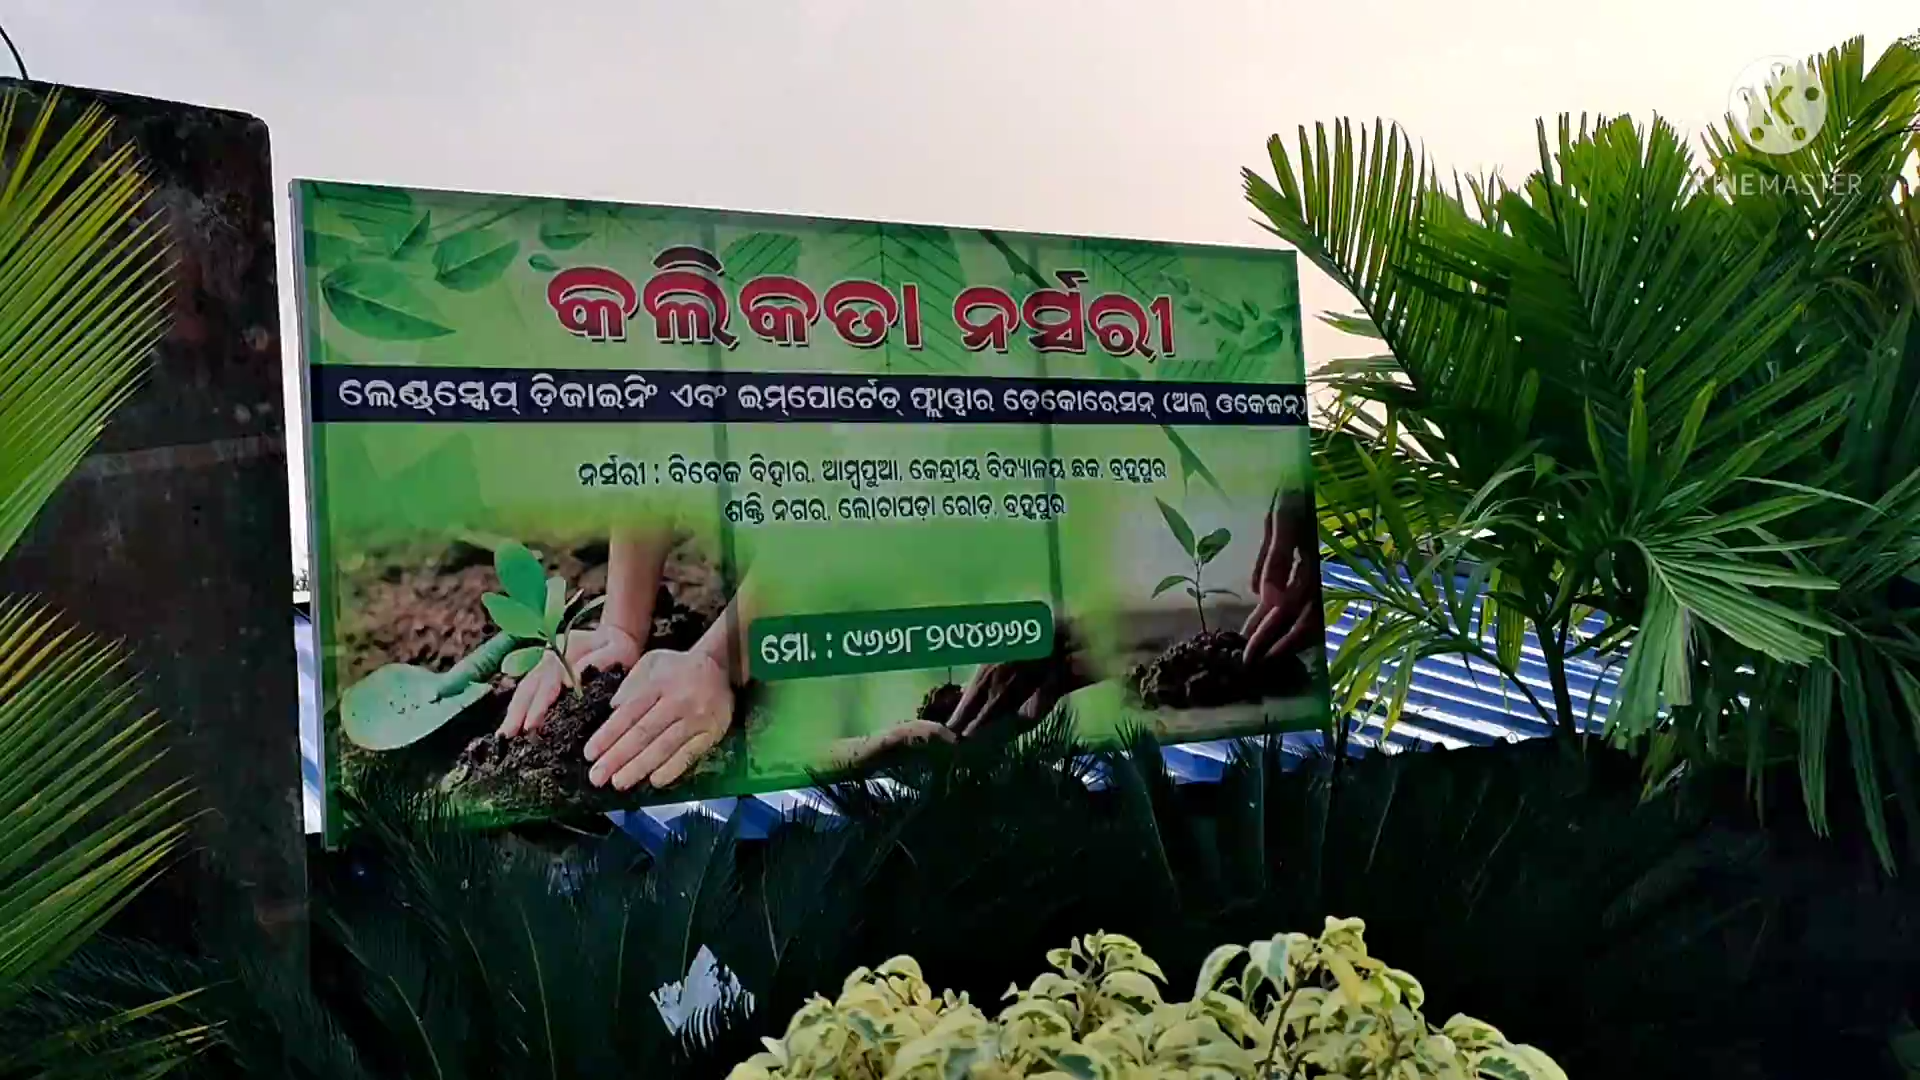 କଲିକତା ନର୍ସରୀ
ଲେଣ୍ଡ୍‌ସ୍କେପ୍ ଡ଼ିଜାଇନିଂ ଏବଂ ଇମ୍‌ପୋର୍ଟେଡ୍ ଫ୍ଲାୱାର ଡ଼େକୋରେସନ୍ (ଅଲ୍ ଓକେଜନ୍)
ନର୍ସରୀ : ବିବେକ ବିହାର, ଆମ୍ବପୁଆ, କେନ୍ଦ୍ରୀୟ ବିଦ୍ୟାଳୟ ଛକ, ବ୍ରହ୍ମପୁର
ଶକ୍ତି ନଗର, ଲୋଚାପଡ଼ା ରୋଡ଼, ବ୍ରହ୍ମପୁର
ମୋ. : ୯୬୬୮୨୯୪୬୬୨
KINEMASTER